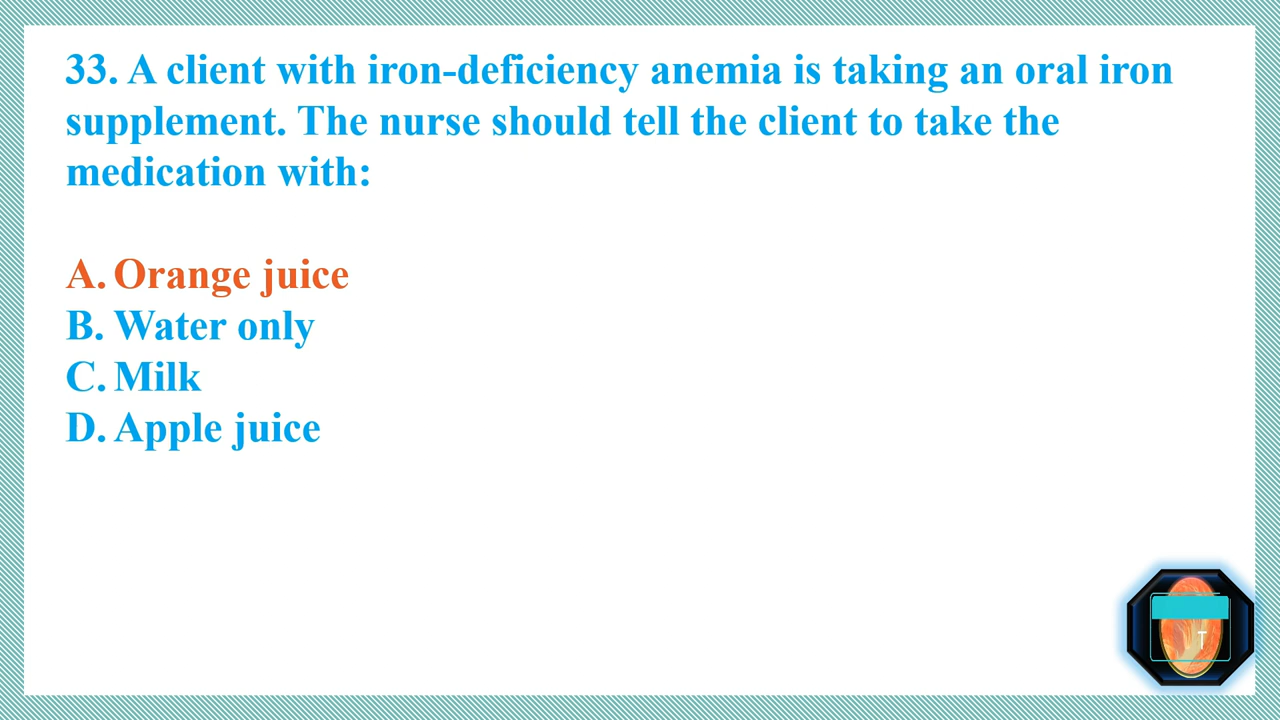 33. A client with iron-deficiency anemia is taking an oral iron
supplement. The nurse should tell the client to take the
medication with:
A. Orange juice
B. Water only
C. Milk
D. Apple juice
T